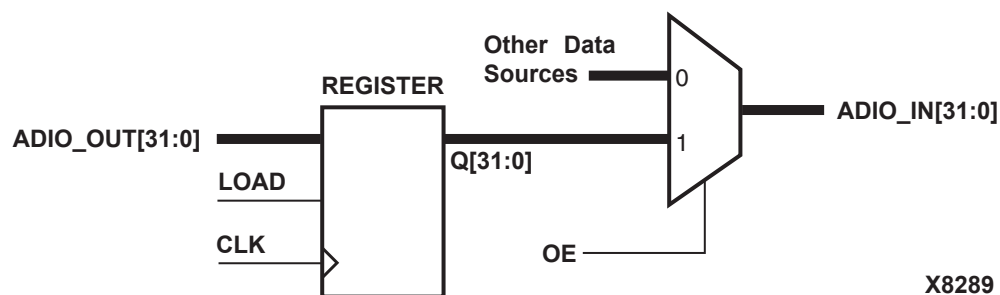 Other Data
Sources
0
REGISTER
ADIO_IN[31:0]
ADIO_OUT[31:0]
1
Q[31:0]
LOAD
CLK
OE
X8289